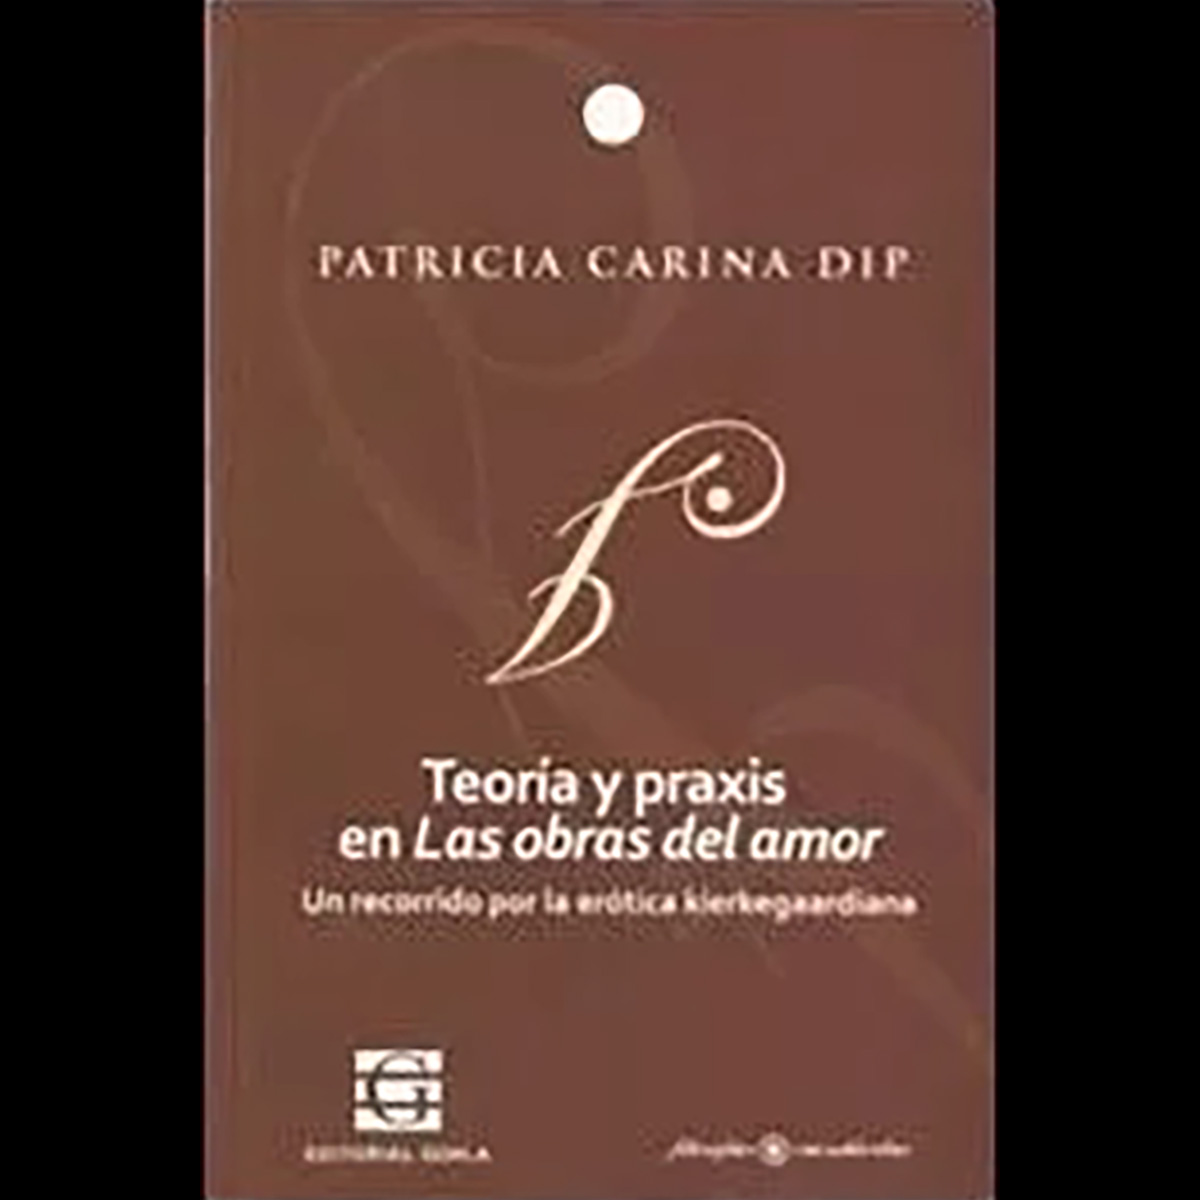 PATRICIA CARINA DIP
Teoría y praxis
en Las obras del amor
Un recorrido por la erótica kierkegaardiana
G
EDITORIAL GORLA